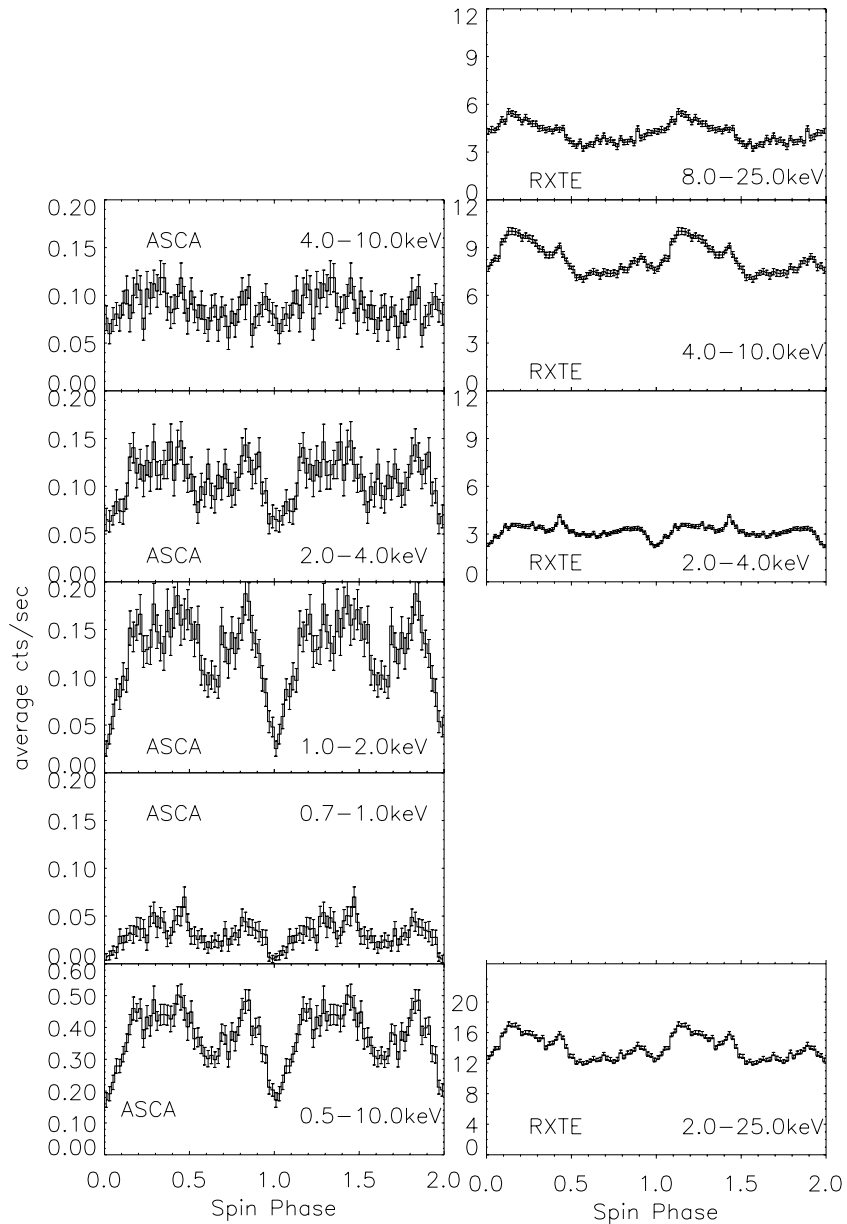 12
9
6
3
0
RXTE
8.0−25.0keV
0.20
0.15
0.10
0.05
0.00
ASCA
4.0−10.0keV
12
9
6
3
0
RXTE
4.0−10.0keV
0.20
0.15
0.10
0.05
0.00
ASCA
2.0−4.0keV
12
9
6
3
0
RXTE
2.0−4.0keV
average cts/sec
0.20
0.15
0.10
0.05
0.00
ASCA
1.0−2.0keV
0.20
0.15
0.10
0.05
0.00
ASCA
0.7−1.0keV
0.60
0.50
0.40
0.30
0.20
0.10
0.00
ASCA
0.5−10.0keV
0.0
0.5
1.0
1.5
2.0
Spin Phase
20
16
12
8
4
0
RXTE
2.0−25.0keV
0.0
0.5
1.0
1.5
2.0
Spin Phase